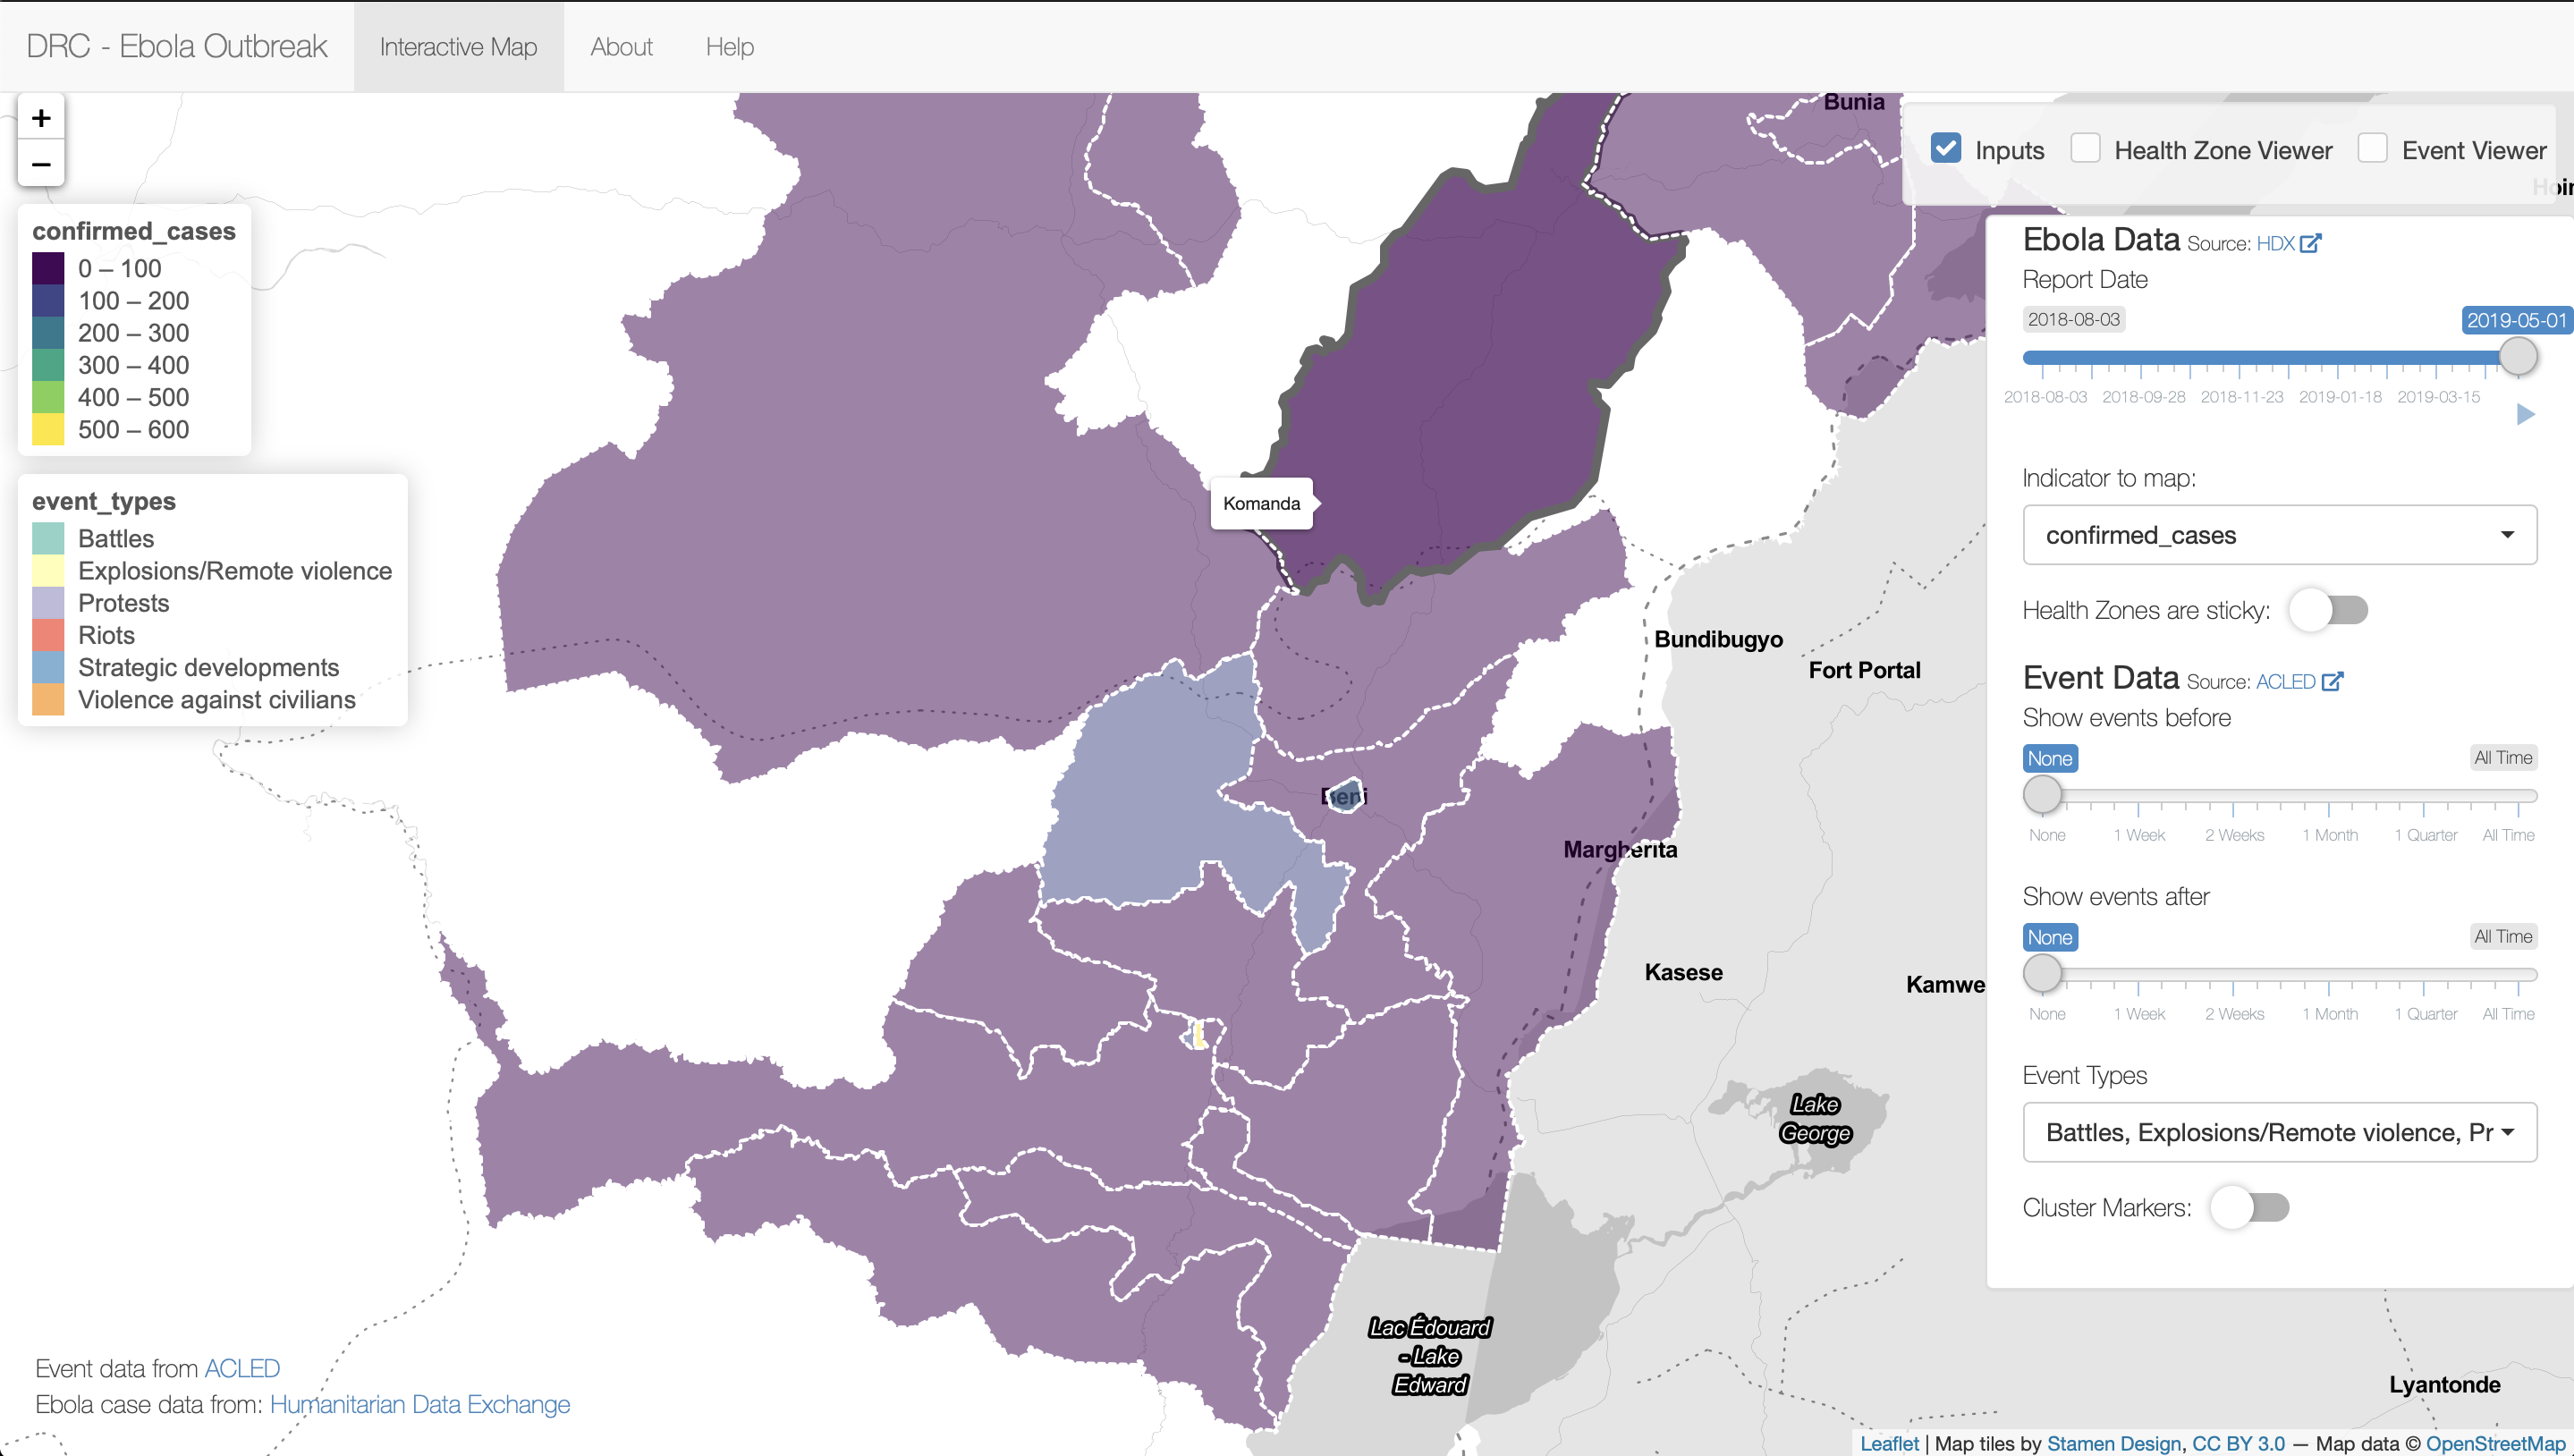 DRC - Ebola Outbreak
Interactive Map
About
Help
+
−
confirmed_cases
0 – 100
100 – 200
200 – 300
300 – 400
400 – 500
500 – 600
event_types
Battles
Explosions/Remote violence
Protests
Riots
Strategic developments
Violence against civilians
Bunia
Komanda
Bundibugyo
Fort Portal
Beni
Margherita
Kasese
Kamwe
Lake
George
Lac Édouard
- Lake
Edward
Lyantonde
Inputs
Health Zone Viewer
Event Viewer
Hoi
Ebola Data Source: HDX
Report Date
2018-08-03
2019-05-01
2018-08-03 2018-09-28 2018-11-23 2019-01-18 2019-03-15
Indicator to map:
confirmed_cases
Health Zones are sticky:
Event Data Source: ACLED
Show events before
None
All Time
None 1 Week 2 Weeks 1 Month 1 Quarter All Time
Show events after
None
All Time
None 1 Week 2 Weeks 1 Month 1 Quarter All Time
Event Types
Battles, Explosions/Remote violence, Pr
Cluster Markers:
Event data from ACLED
Ebola case data from: Humanitarian Data Exchange
Leaflet | Map tiles by Stamen Design, CC BY 3.0 — Map data © OpenStreetMap